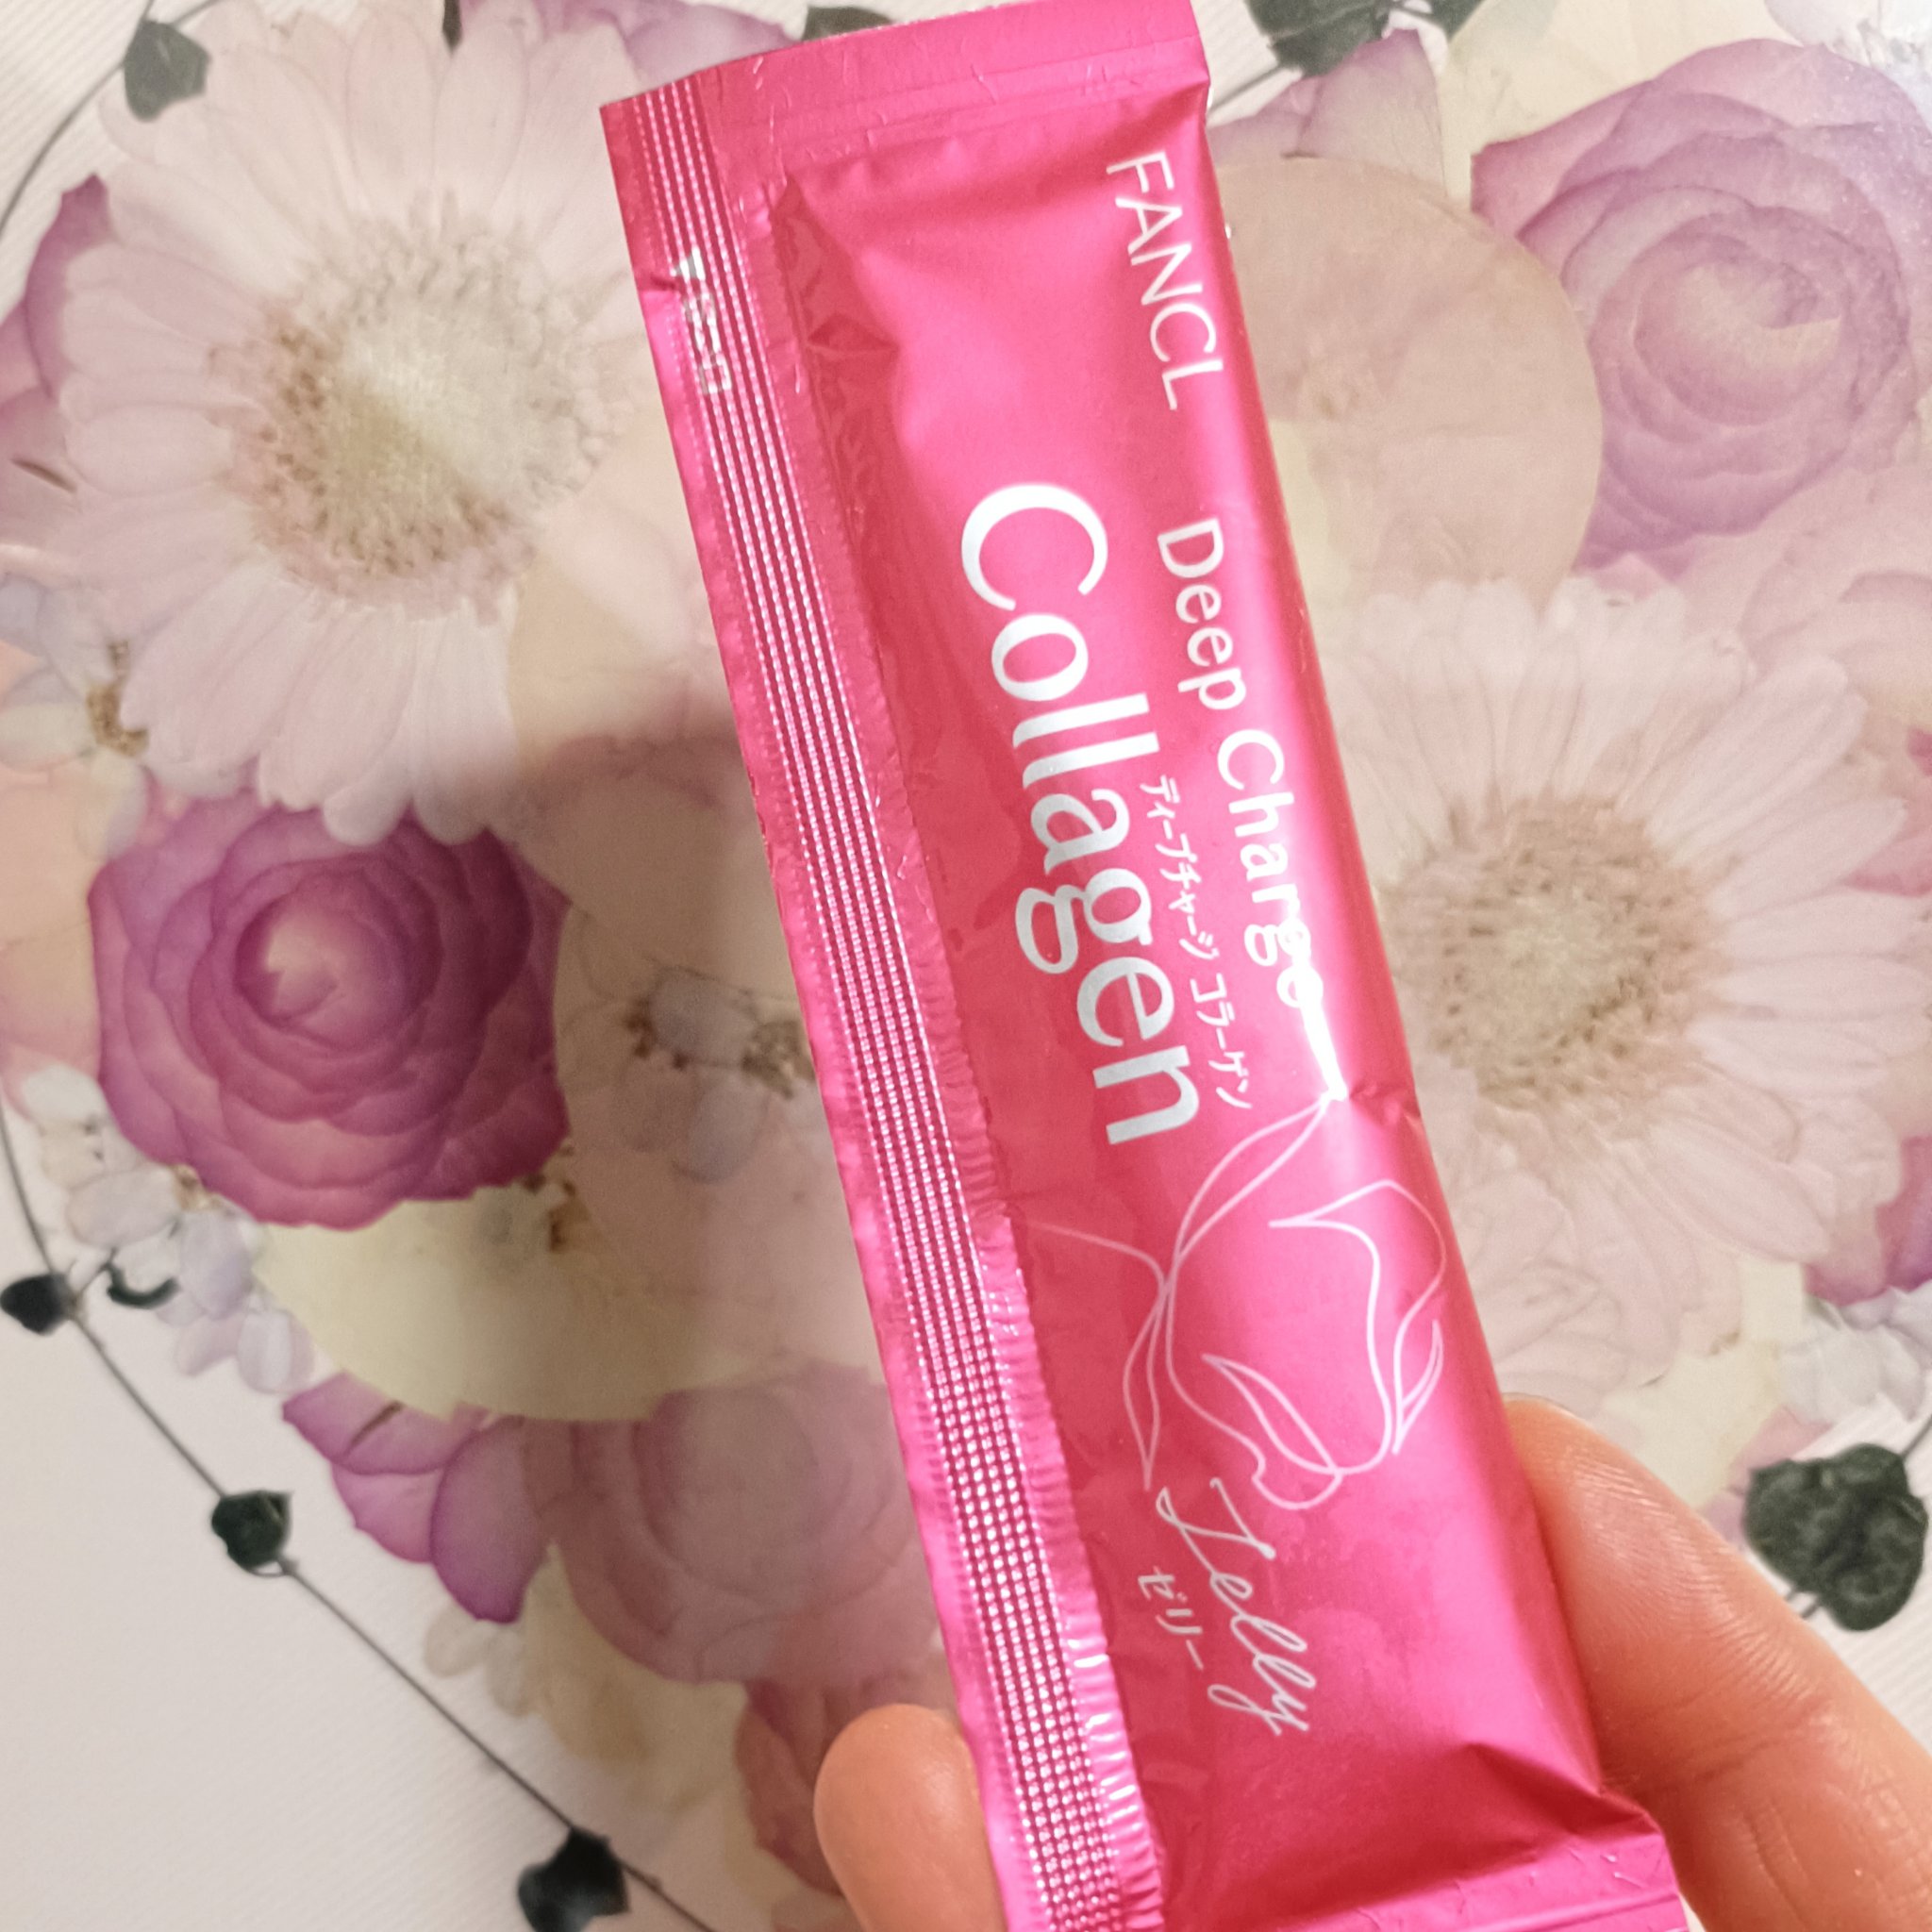 FANCL
Deep Charge
ディープチャージ コラーゲン
Collagen
Jelly
ゼリー